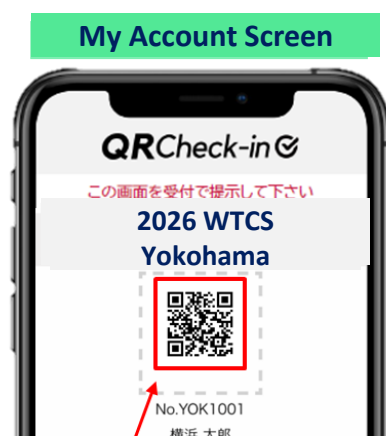 My Account Screen
QRCheck-in
この画面を受付で提示して下さい
2026 WTCS
Yokohama
No.YOK1001
横浜 太郎